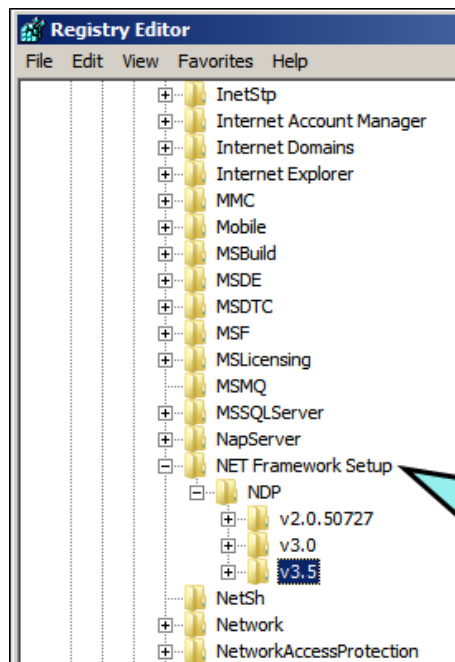 Registry Editor
File Edit View Favorites Help
InetStp
Internet Account Manager
Internet Domains
Internet Explorer
MMC
Mobile
MSBuild
MSDE
MSDTC
MSF
MSLicensing
MSMQ
MSSQLServer
NapServer
NET Framework Setup
NDP
v2.0.50727
v3.0
v3.5
NetSh
Network
NetworkAccessProtection